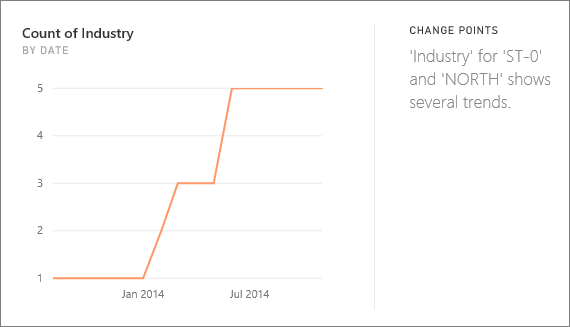 Count of Industry
BY DATE
5
4
3
2
1
Jan 2014
Jul 2014
CHANGE POINTS
'Industry' for 'ST-0'
and 'NORTH' shows
several trends.